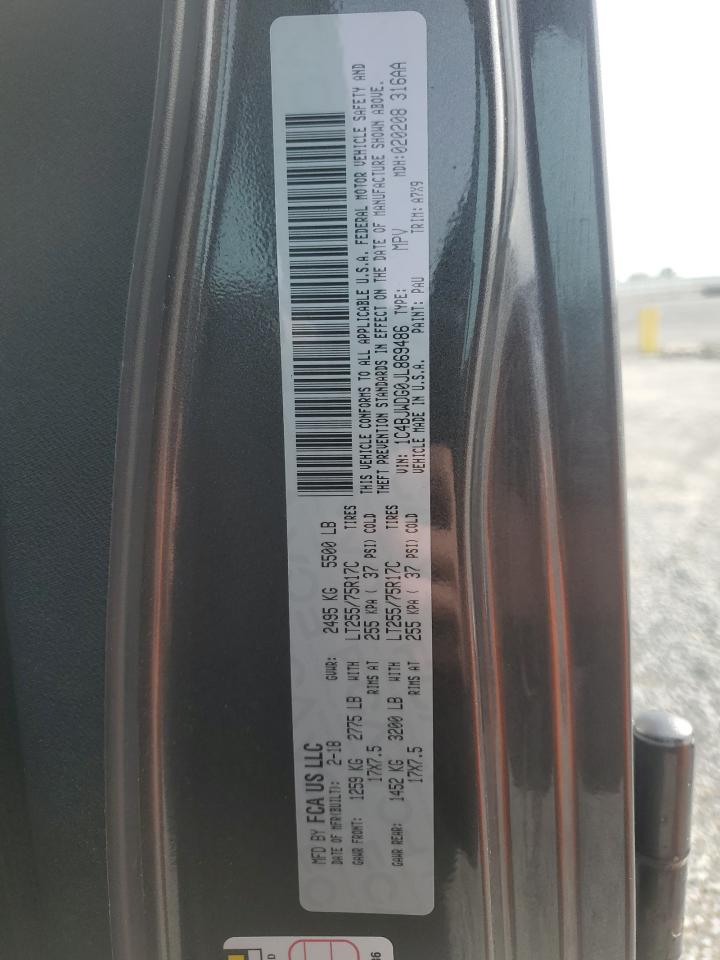 MFD BY FCA US LLC
DATE OF MFR(BUILT): 2-18 GVWR: 2495 KG 5500 LB
GAWR FRONT: 1259 KG 2775 LB WITH LT255/75R17C TIRES
17X7.5 RIMS AT 255 KPA ( 37 PSI) COLD
GAWR REAR: 1452 KG 3200 LB WITH LT255/75R17C TIRES
17X7.5 RIMS AT 255 KPA ( 37 PSI) COLD
THIS VEHICLE CONFORMS TO ALL APPLICABLE U.S.A. FEDERAL MOTOR VEHICLE SAFETY AND
THEFT PREVENTION STANDARDS IN EFFECT ON THE DATE OF MANUFACTURE SHOWN ABOVE.
VIN: 1C4BJWDG0JL869486 TYPE: MPV MDH:020208 316AA
VEHICLE MADE IN U.S.A. PAINT: PAU TRIM: A7X9